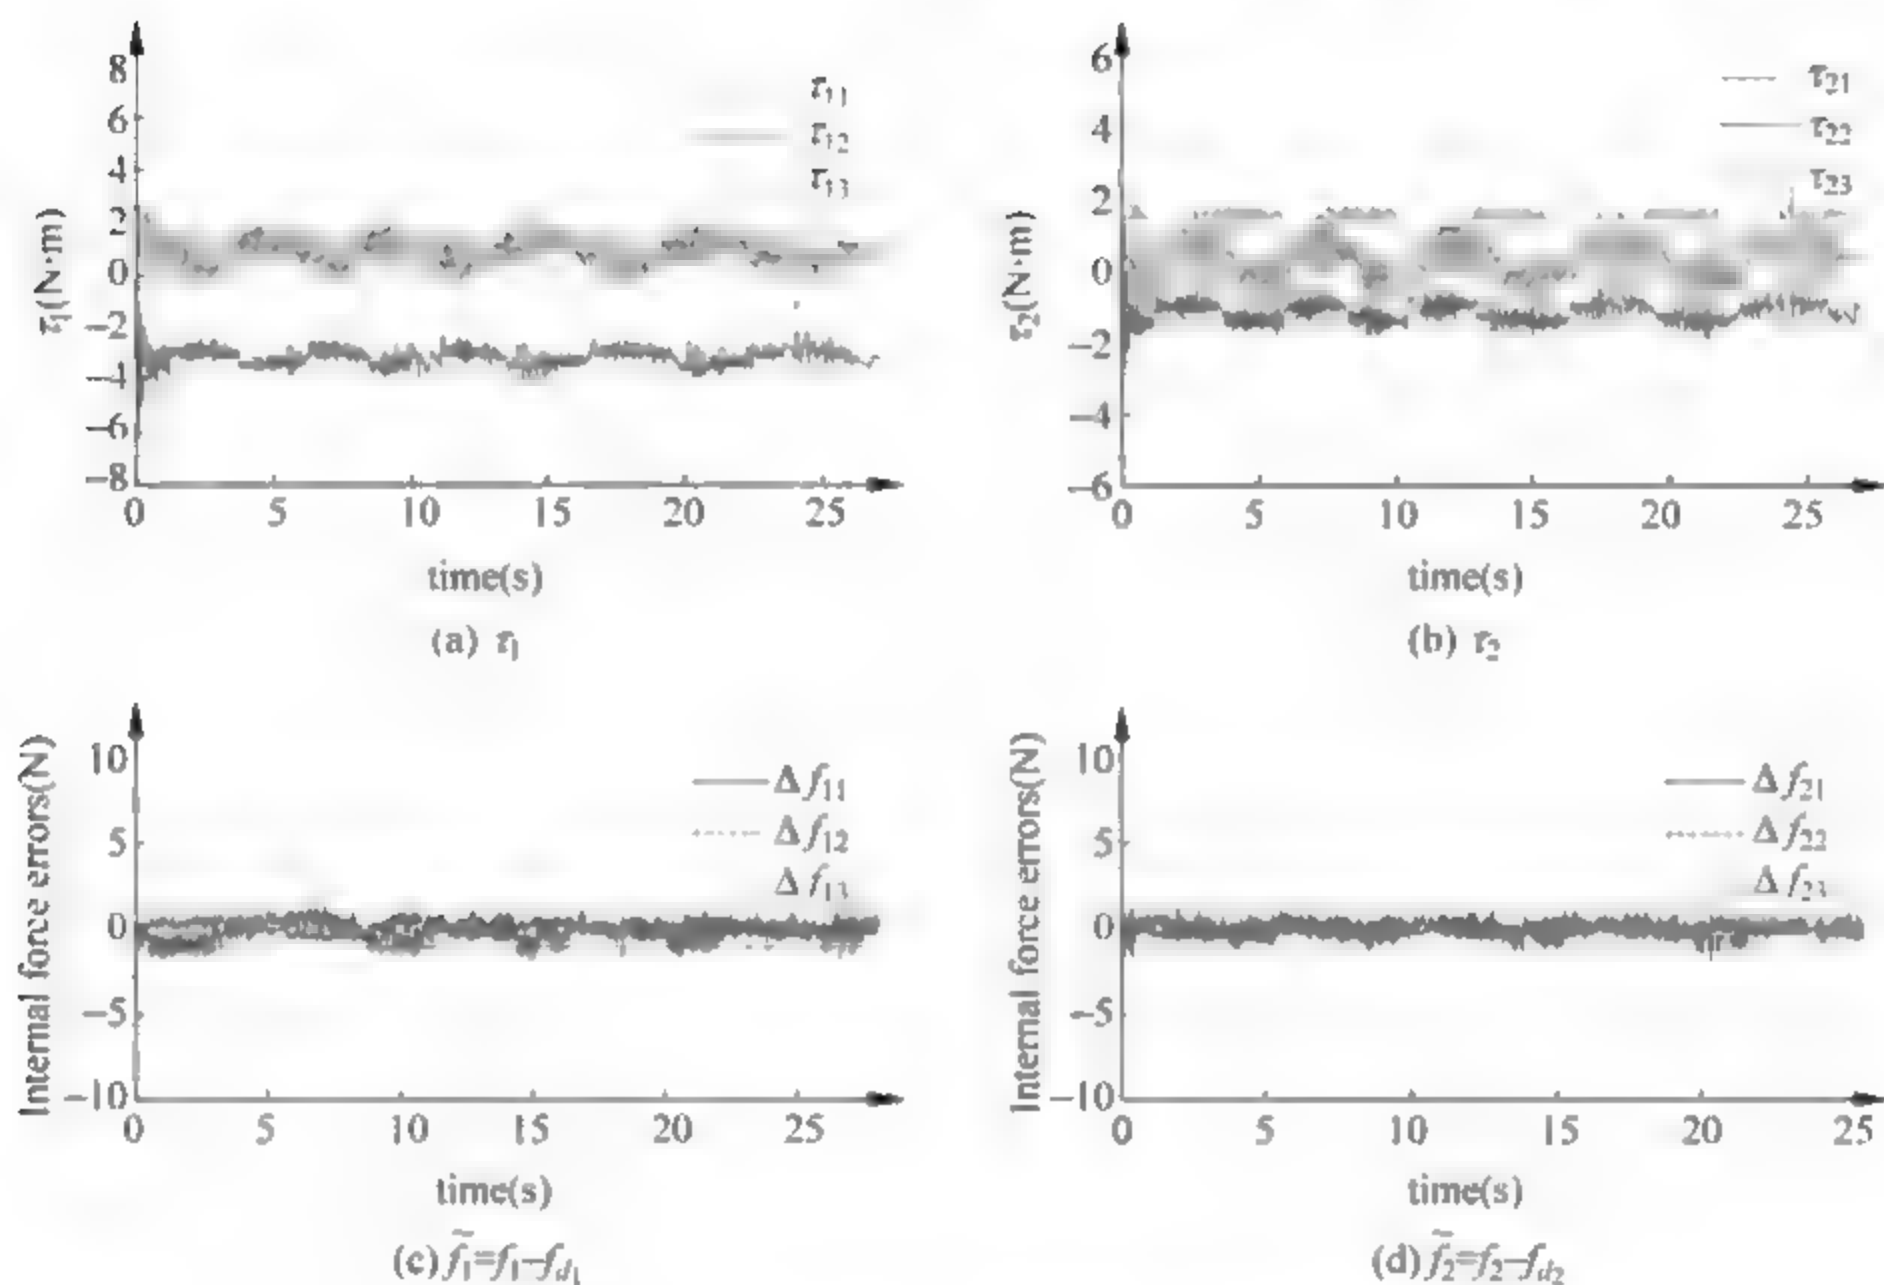 8
6
4
2
0
−2
−4
−6
−8
τ₁(N·m)
τ₁₁
τ₁₂
τ₁₃
0 5 10 15 20 25
time(s)
(a) τ₁
6
4
2
0
−2
−4
−6
τ₂(N·m)
τ₂₁
τ₂₂
τ₂₃
0 5 10 15 20 25
time(s)
(b) τ₂
10
5
0
−5
−10
Internal force errors(N)
Δf₁₁
Δf₁₂
Δf₁₃
0 5 10 15 20 25
time(s)
(c) f̃₁=f₁−f_{d₁}
10
5
0
−5
−10
Internal force errors(N)
Δf₂₁
Δf₂₂
Δf₂₃
0 5 10 15 20 25
time(s)
(d) f̃₂=f₂−f_{d₂}